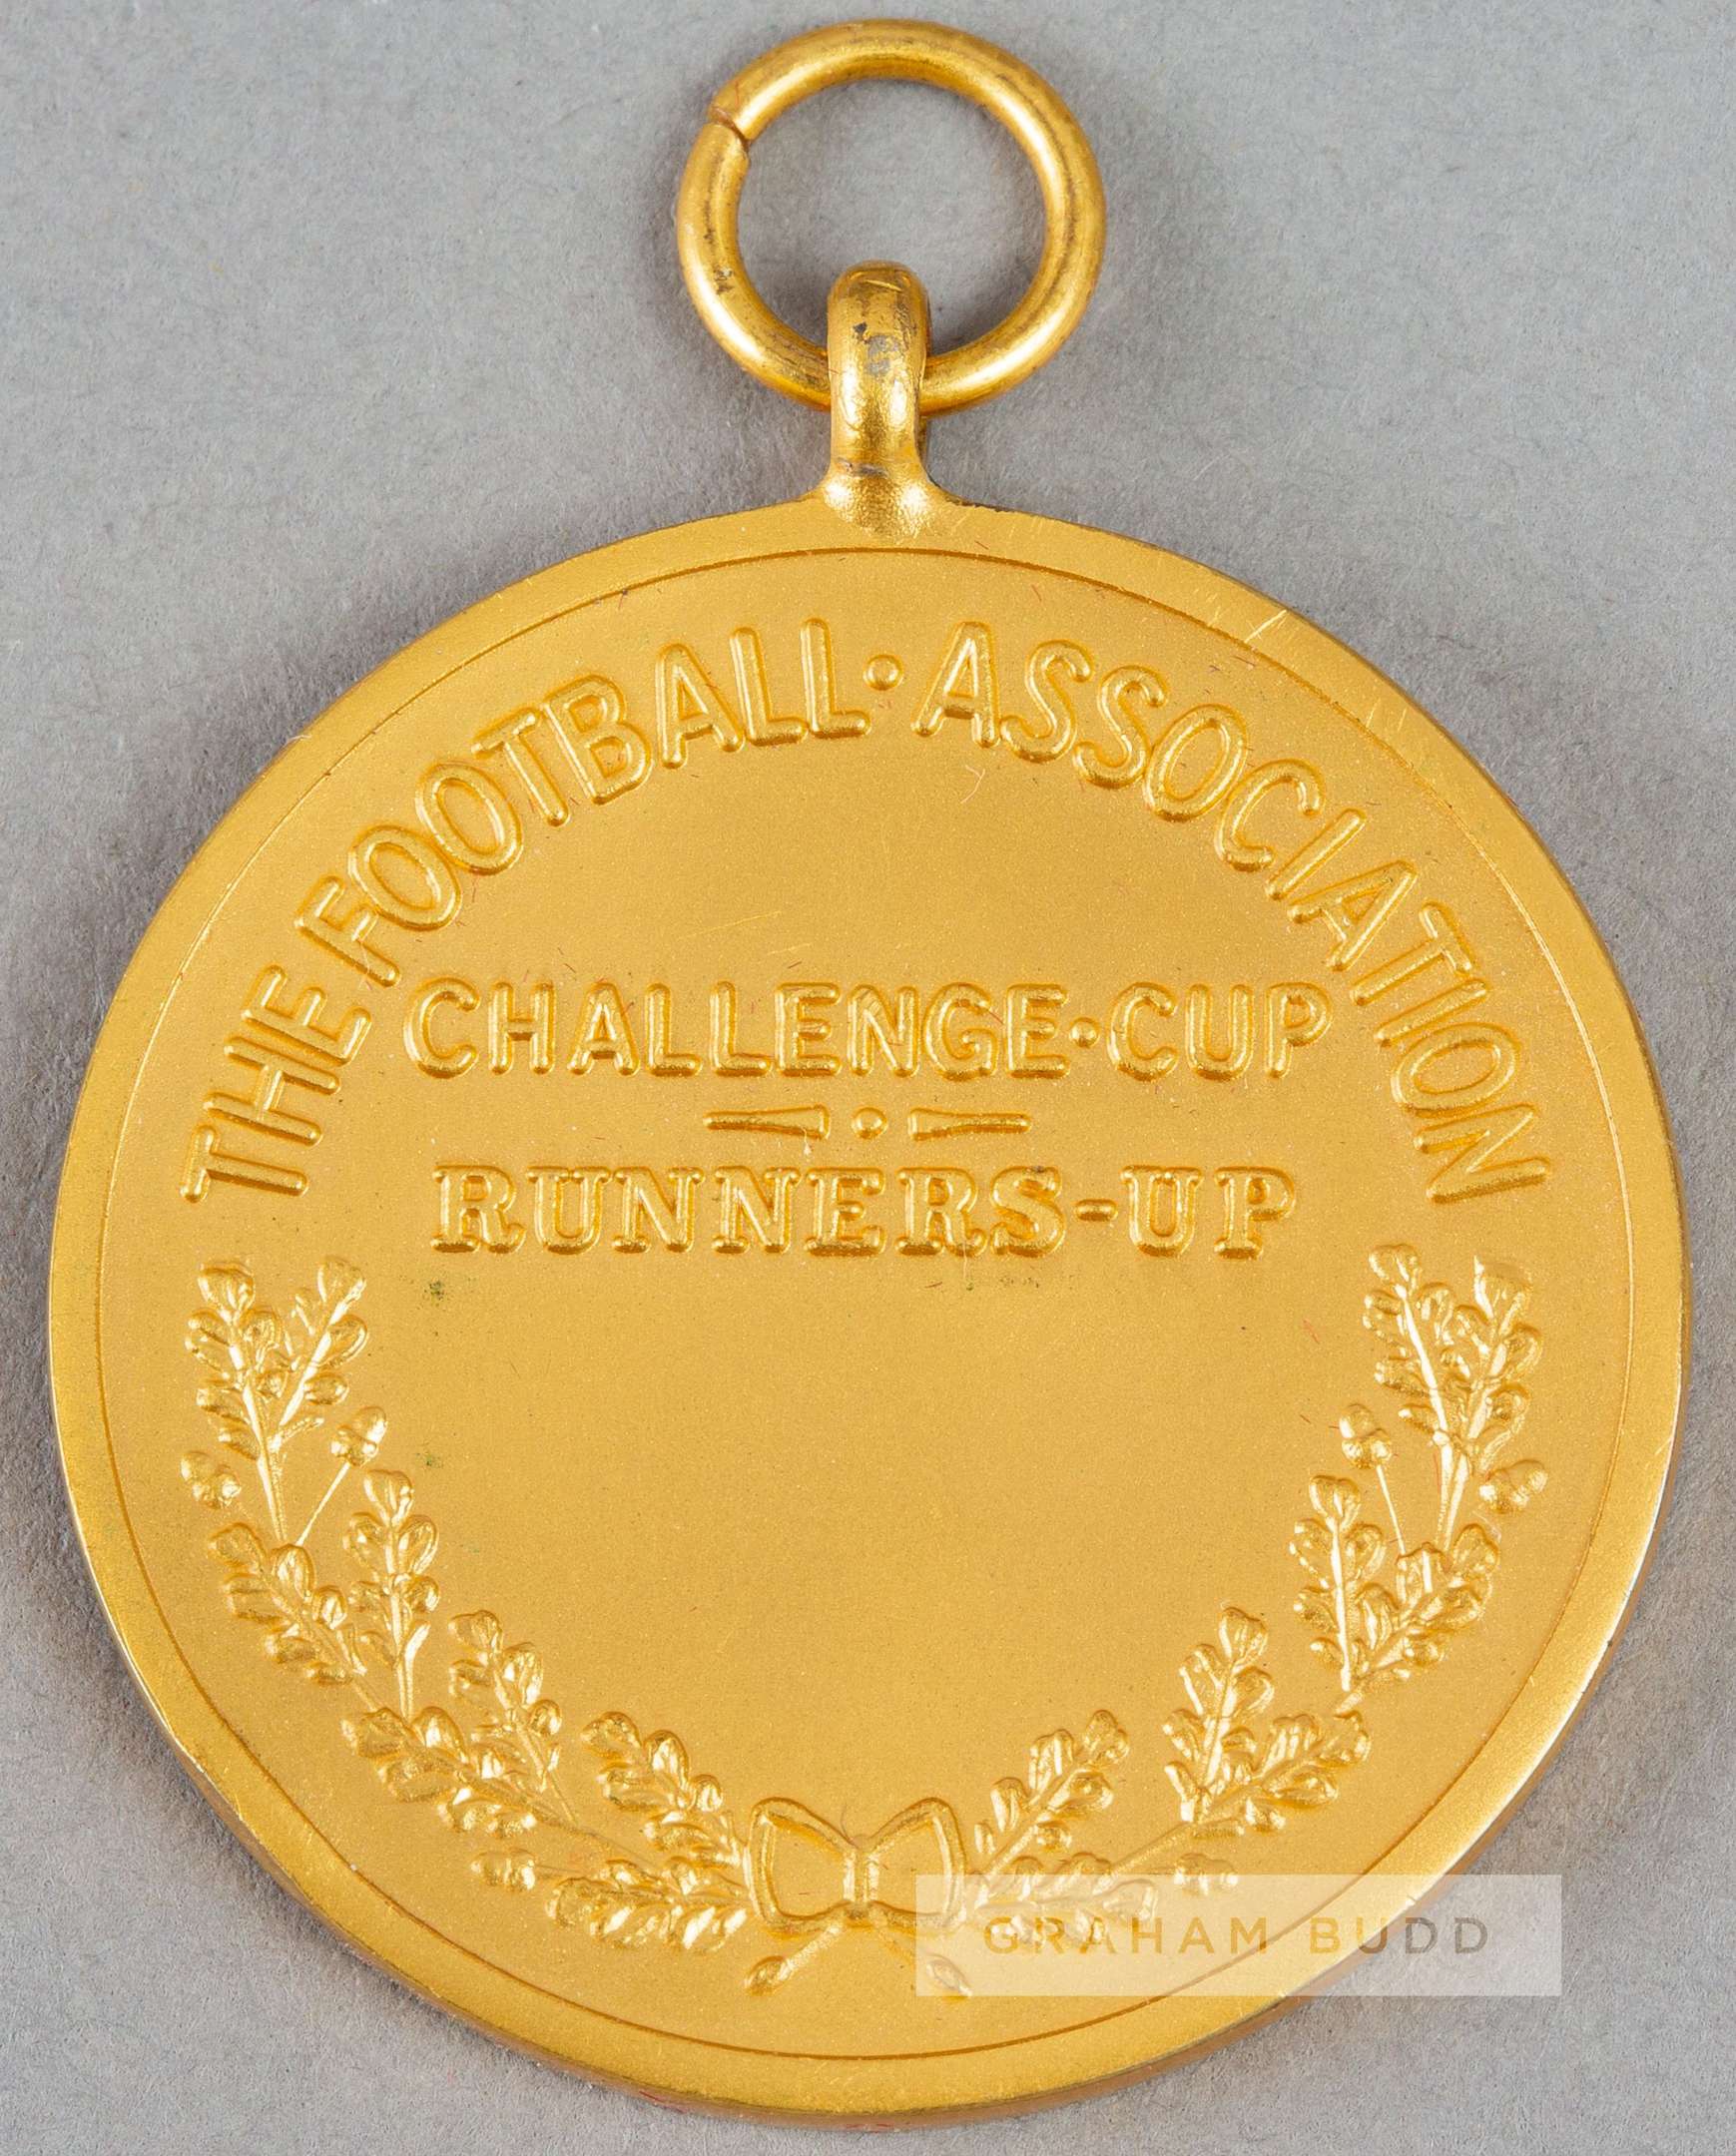 THE FOOTBALL·ASSOCIATION
CHALLENGE·CUP
RUNNERS-UP
GRAHAM BUDD